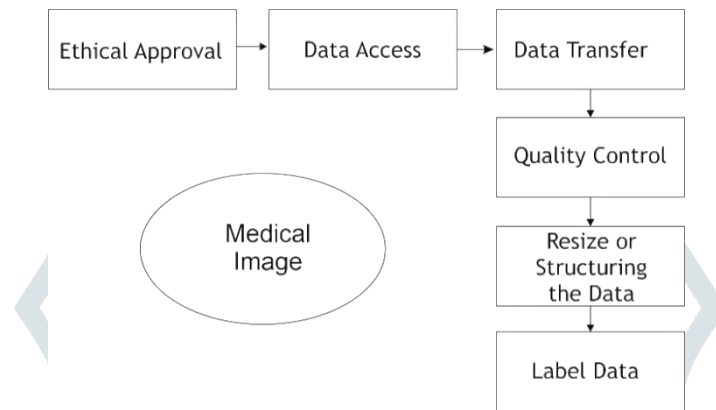 Ethical Approval
Data Access
Data Transfer
Quality Control
Medical
Image
Resize or
Structuring
the Data
Label Data